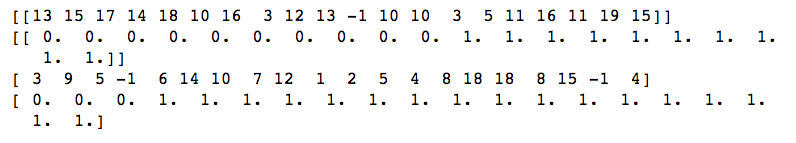 [[13 15 17 14 18 10 16  3 12 13 -1 10 10  3  5 11 16 11 19 15]]
[[ 0.  0.  0.  0.  0.  0.  0.  0.  0.  0.  1.  1.  1.  1.  1.  1.  1.  1.
   1.  1.]]
[ 3  9  5 -1  6 14 10  7 12  1  2  5  4  8 18 18  8 15 -1  4]
[ 0.  0.  0.  1.  1.  1.  1.  1.  1.  1.  1.  1.  1.  1.  1.  1.  1.  1.
  1.  1.]